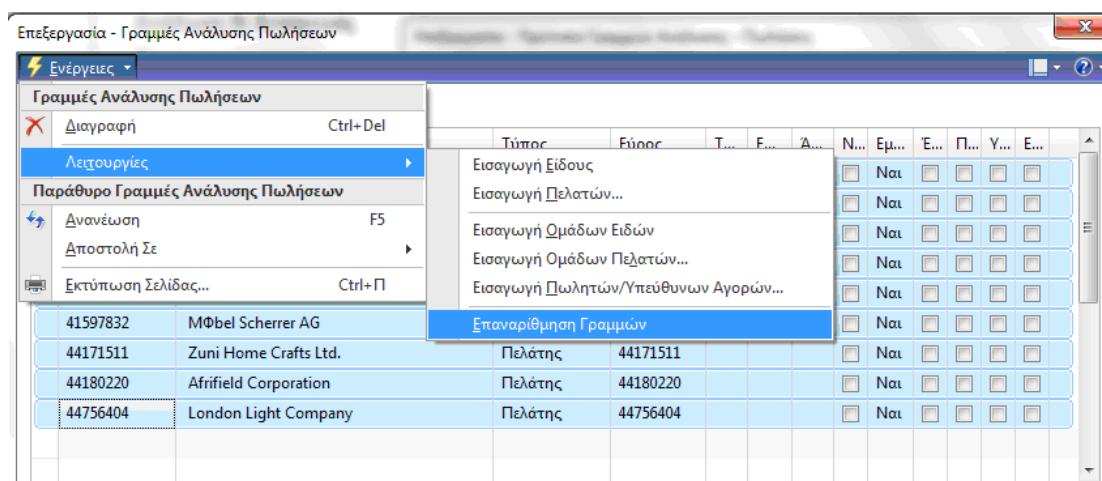 Επεξεργασία - Γραμμές Ανάλυσης Πωλήσεων
Ενέργειες
Γραμμές Ανάλυσης Πωλήσεων
Διαγραφή Ctrl+Del
Λειτουργίες
Παράθυρο Γραμμές Ανάλυσης Πωλήσεων
Ανανέωση F5
Αποστολή Σε
Εκτύπωση Σελίδας... Ctrl+Π
Τύπος Εύρος Τ... Ε... Ά... Ν... Εμ... Έ... Π... Υ... Ε...
Εισαγωγή Είδους
Εισαγωγή Πελατών...
Εισαγωγή Ομάδων Ειδών
Εισαγωγή Ομάδων Πελατών...
Εισαγωγή Πωλητών/Υπεύθυνων Αγορών...
Επαναρίθμηση Γραμμών
Ναι
Ναι
Ναι
Ναι
Ναι
41597832 MΦbel Scherrer AG Ναι
44171511 Zuni Home Crafts Ltd. Πελάτης 44171511 Ναι
44180220 Afrifield Corporation Πελάτης 44180220 Ναι
44756404 London Light Company Πελάτης 44756404 Ναι